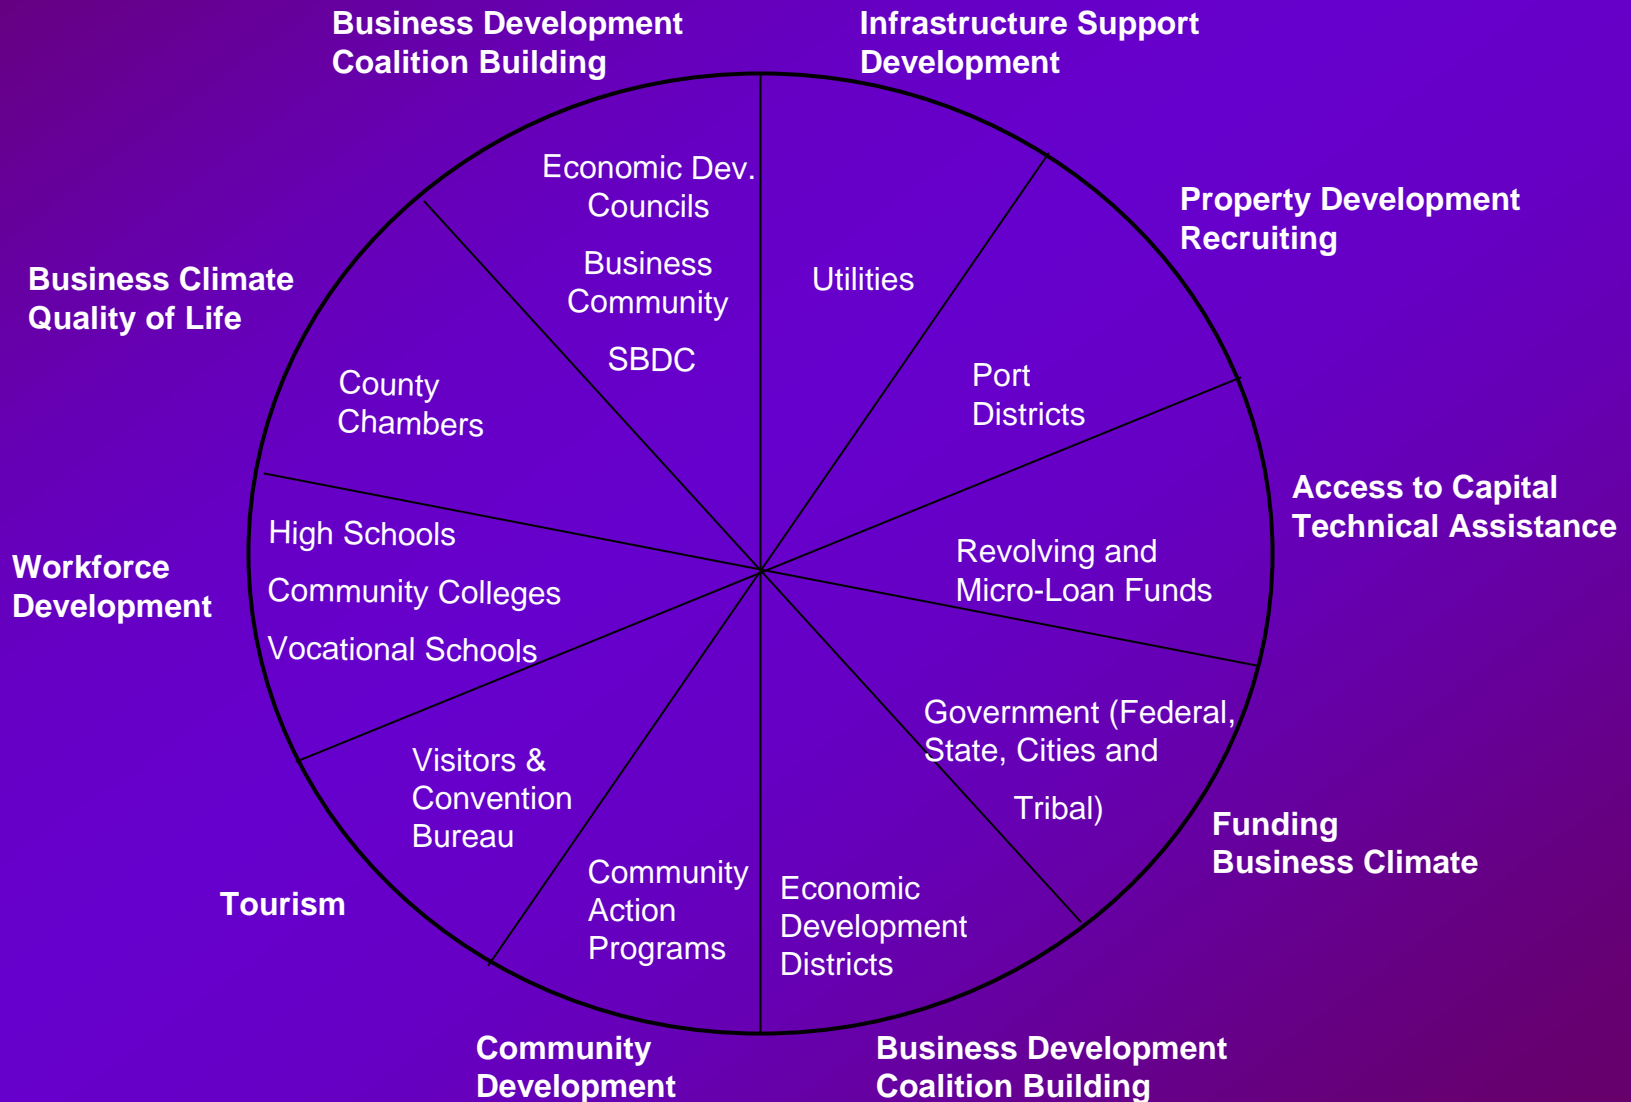 Business Development
Coalition Building
Infrastructure Support
Development
Economic Dev.
Councils
Business
Community
SBDC
Utilities
Property Development
Recruiting
Port
Districts
Access to Capital
Technical Assistance
Revolving and
Micro-Loan Funds
Government (Federal,
State, Cities and
Tribal)
Funding
Business Climate
Economic
Development
Districts
Business Development
Coalition Building
Community
Action
Programs
Community
Development
Visitors &
Convention
Bureau
Tourism
High Schools
Community Colleges
Vocational Schools
Workforce
Development
County
Chambers
Business Climate
Quality of Life